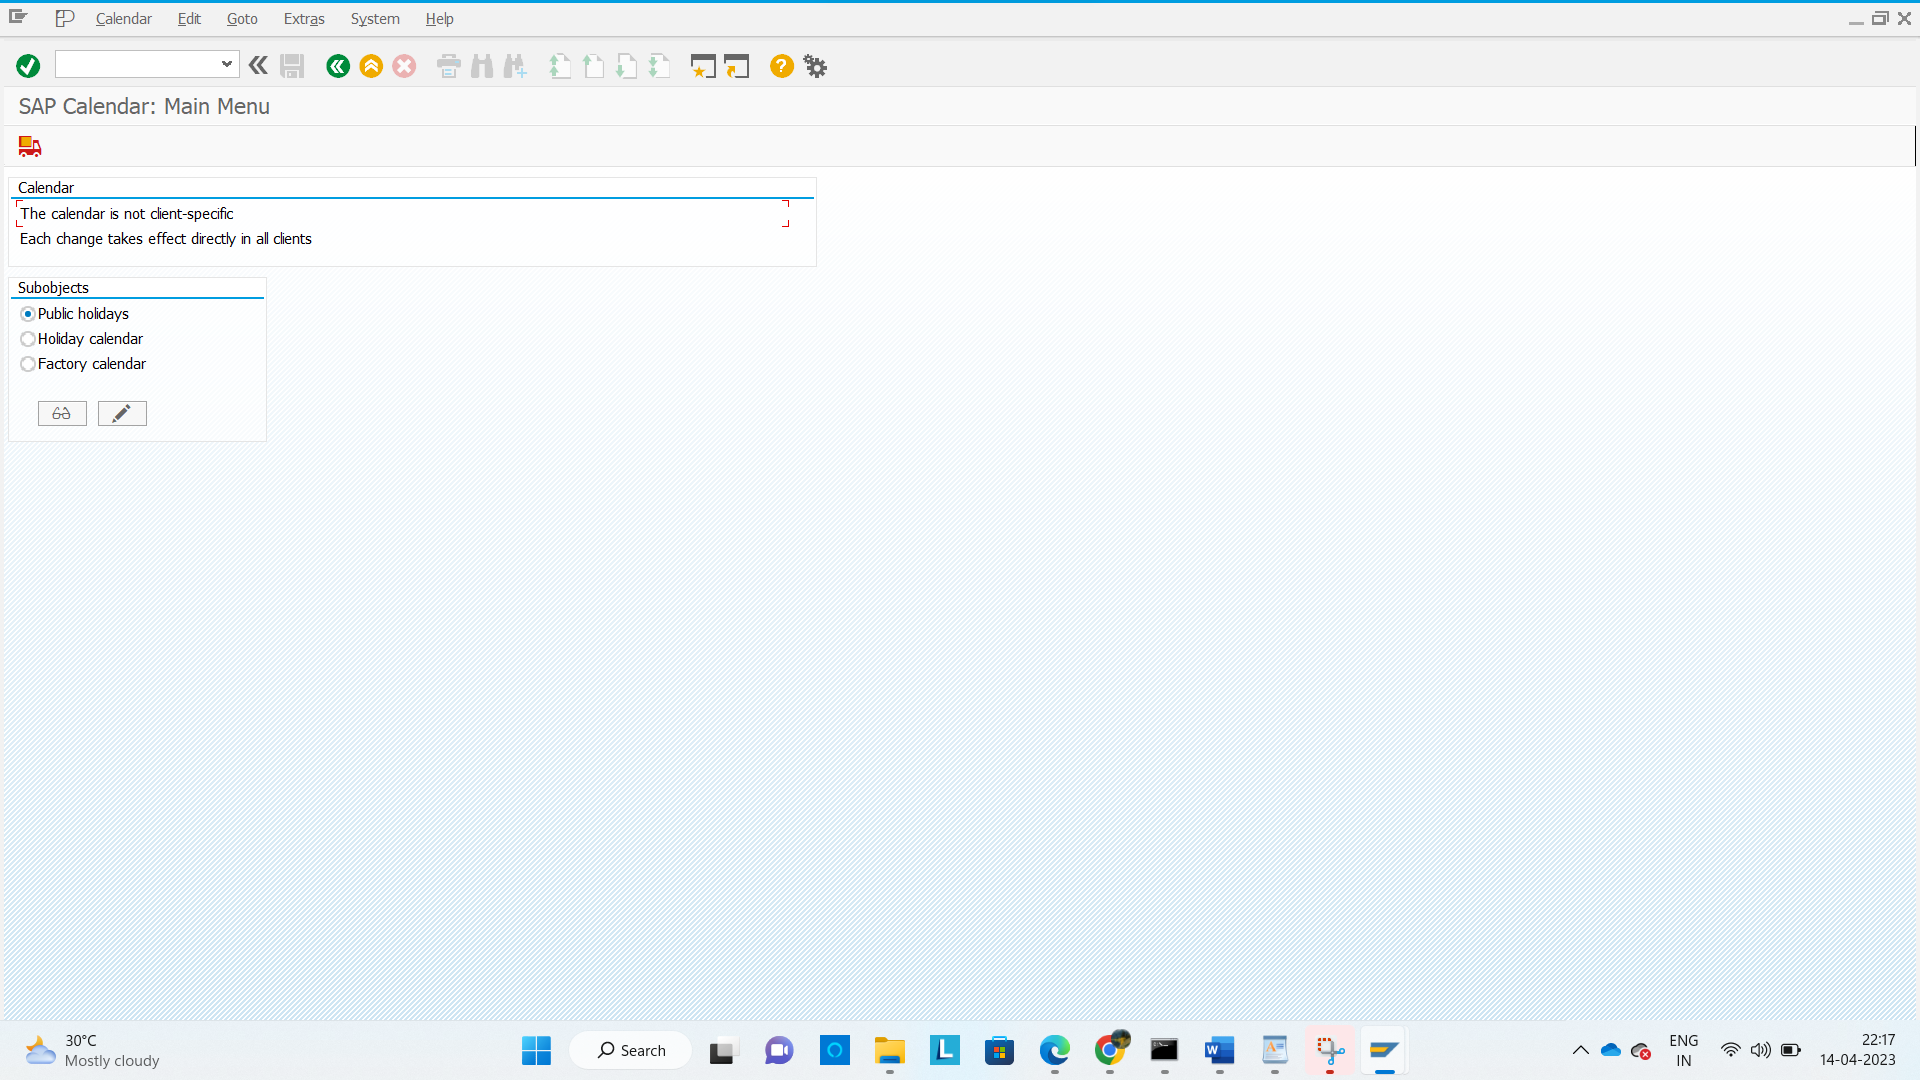 Calendar Edit Goto Extras System Help
SAP Calendar: Main Menu
Calendar
The calendar is not client-specific
Each change takes effect directly in all clients
Subobjects
Public holidays
Holiday calendar
Factory calendar
30°C
Mostly cloudy
Search
ENG
IN
22:17
14-04-2023